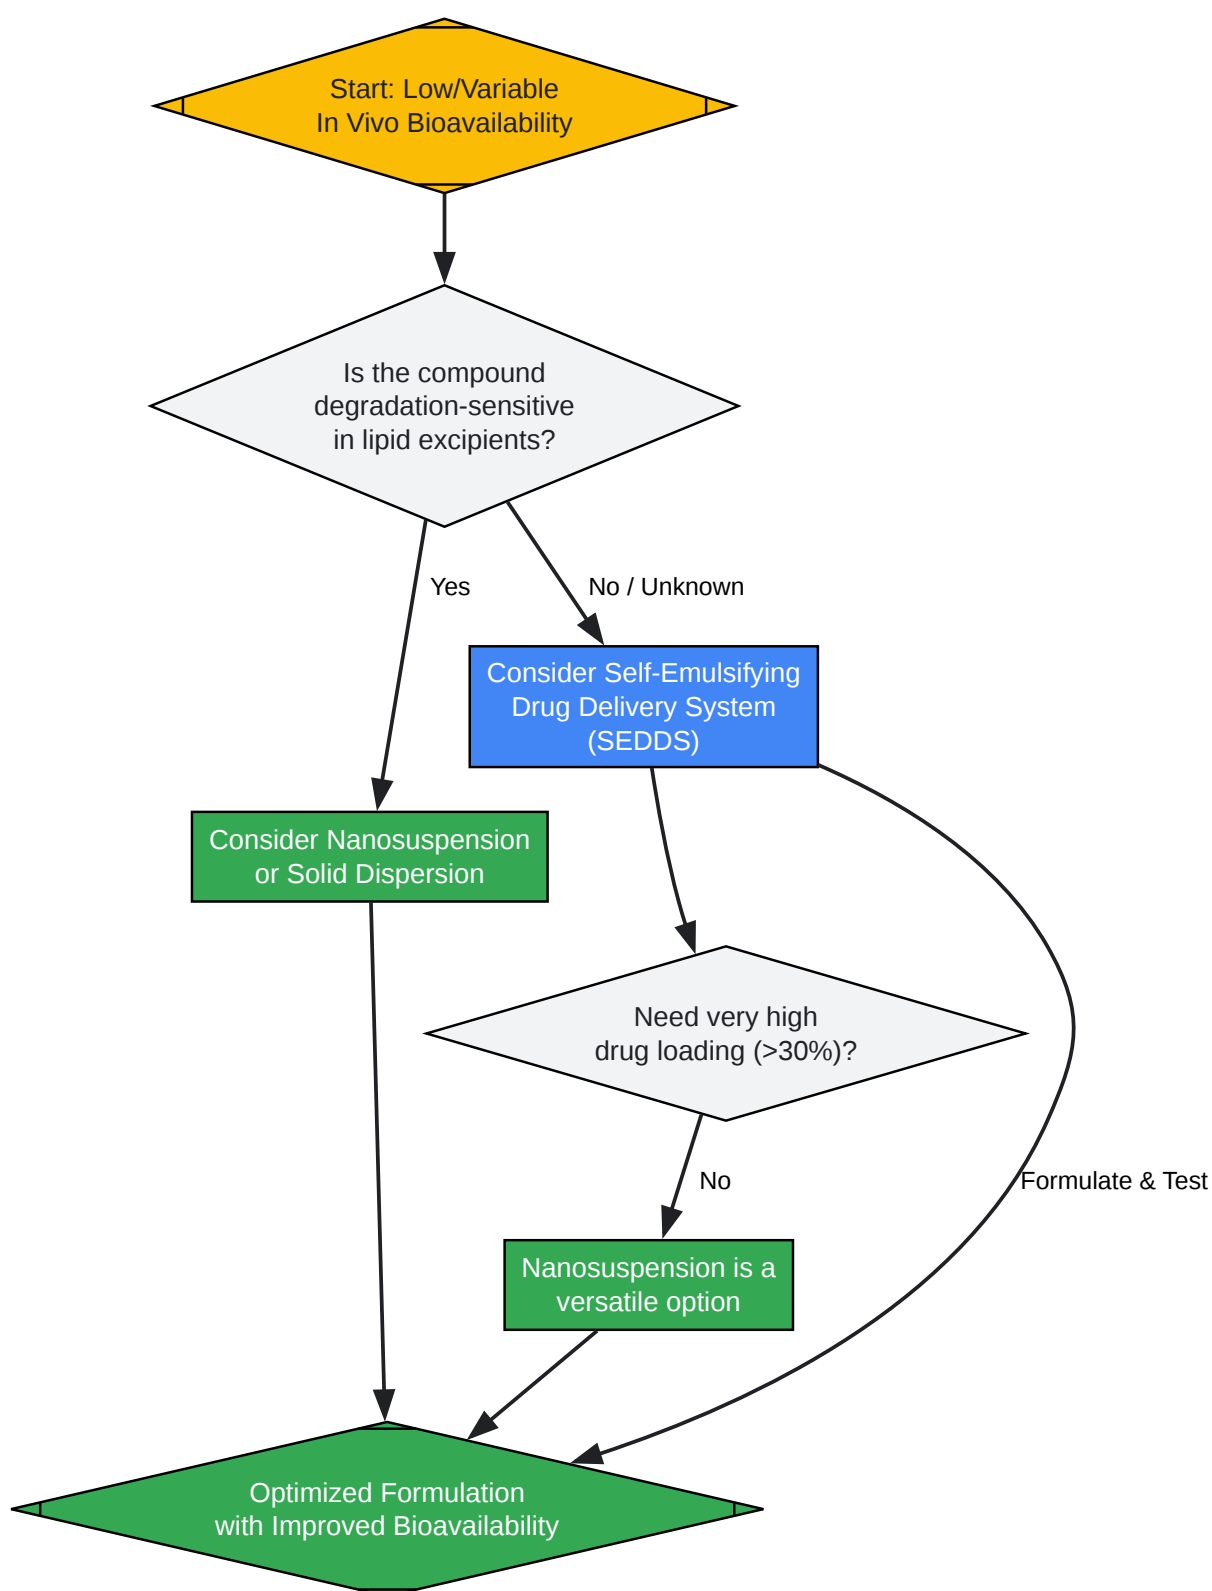 Start: Low/Variable
In Vivo Bioavailability
Is the compound
degradation-sensitive
in lipid excipients?
Yes
No / Unknown
Consider Self-Emulsifying
Drug Delivery System
(SEDDS)
Consider Nanosuspension
or Solid Dispersion
Need very high
drug loading (>30%)?
No
Formulate & Test
Nanosuspension is a
versatile option
Optimized Formulation
with Improved Bioavailability